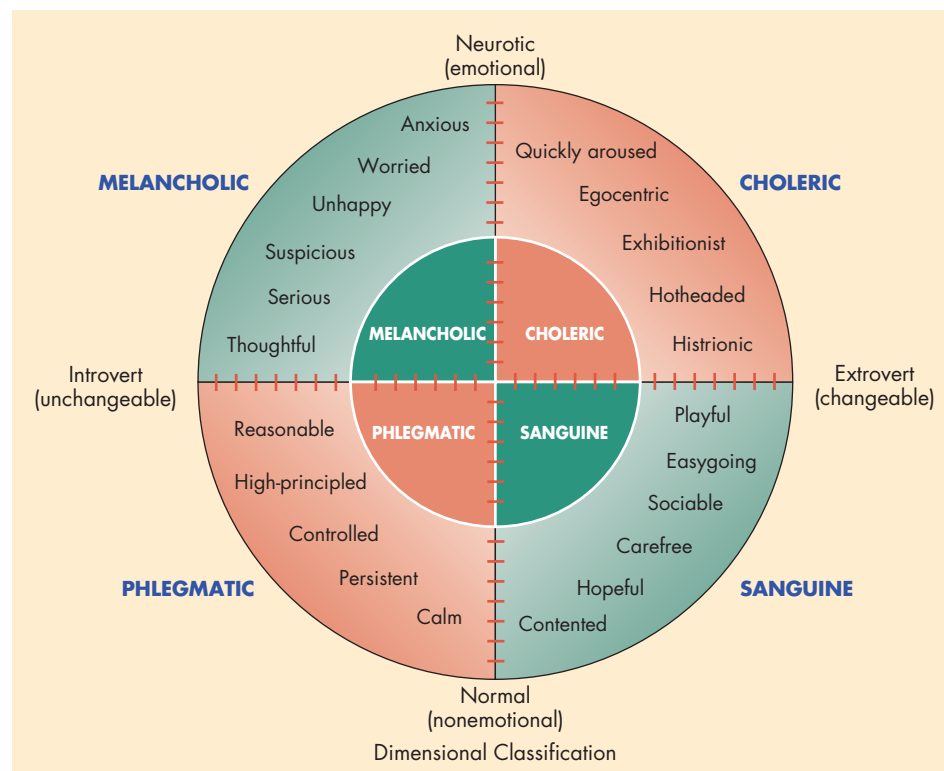 Neurotic
(emotional)
Anxious
Quickly aroused
Worried
MELANCHOLIC
CHOLERIC
Egocentric
Unhappy
Exhibitionist
Suspicious
Serious
Hotheaded
MELANCHOLIC
CHOLERIC
Thoughtful
Histrionic
Introvert
(unchangeable)
Extrovert
(changeable)
Playful
Reasonable
PHLEGMATIC
SANGUINE
Easygoing
High-principled
Sociable
Controlled
Carefree
Persistent
Hopeful
PHLEGMATIC
SANGUINE
Calm
Contented
Normal
(nonemotional)
Dimensional Classification